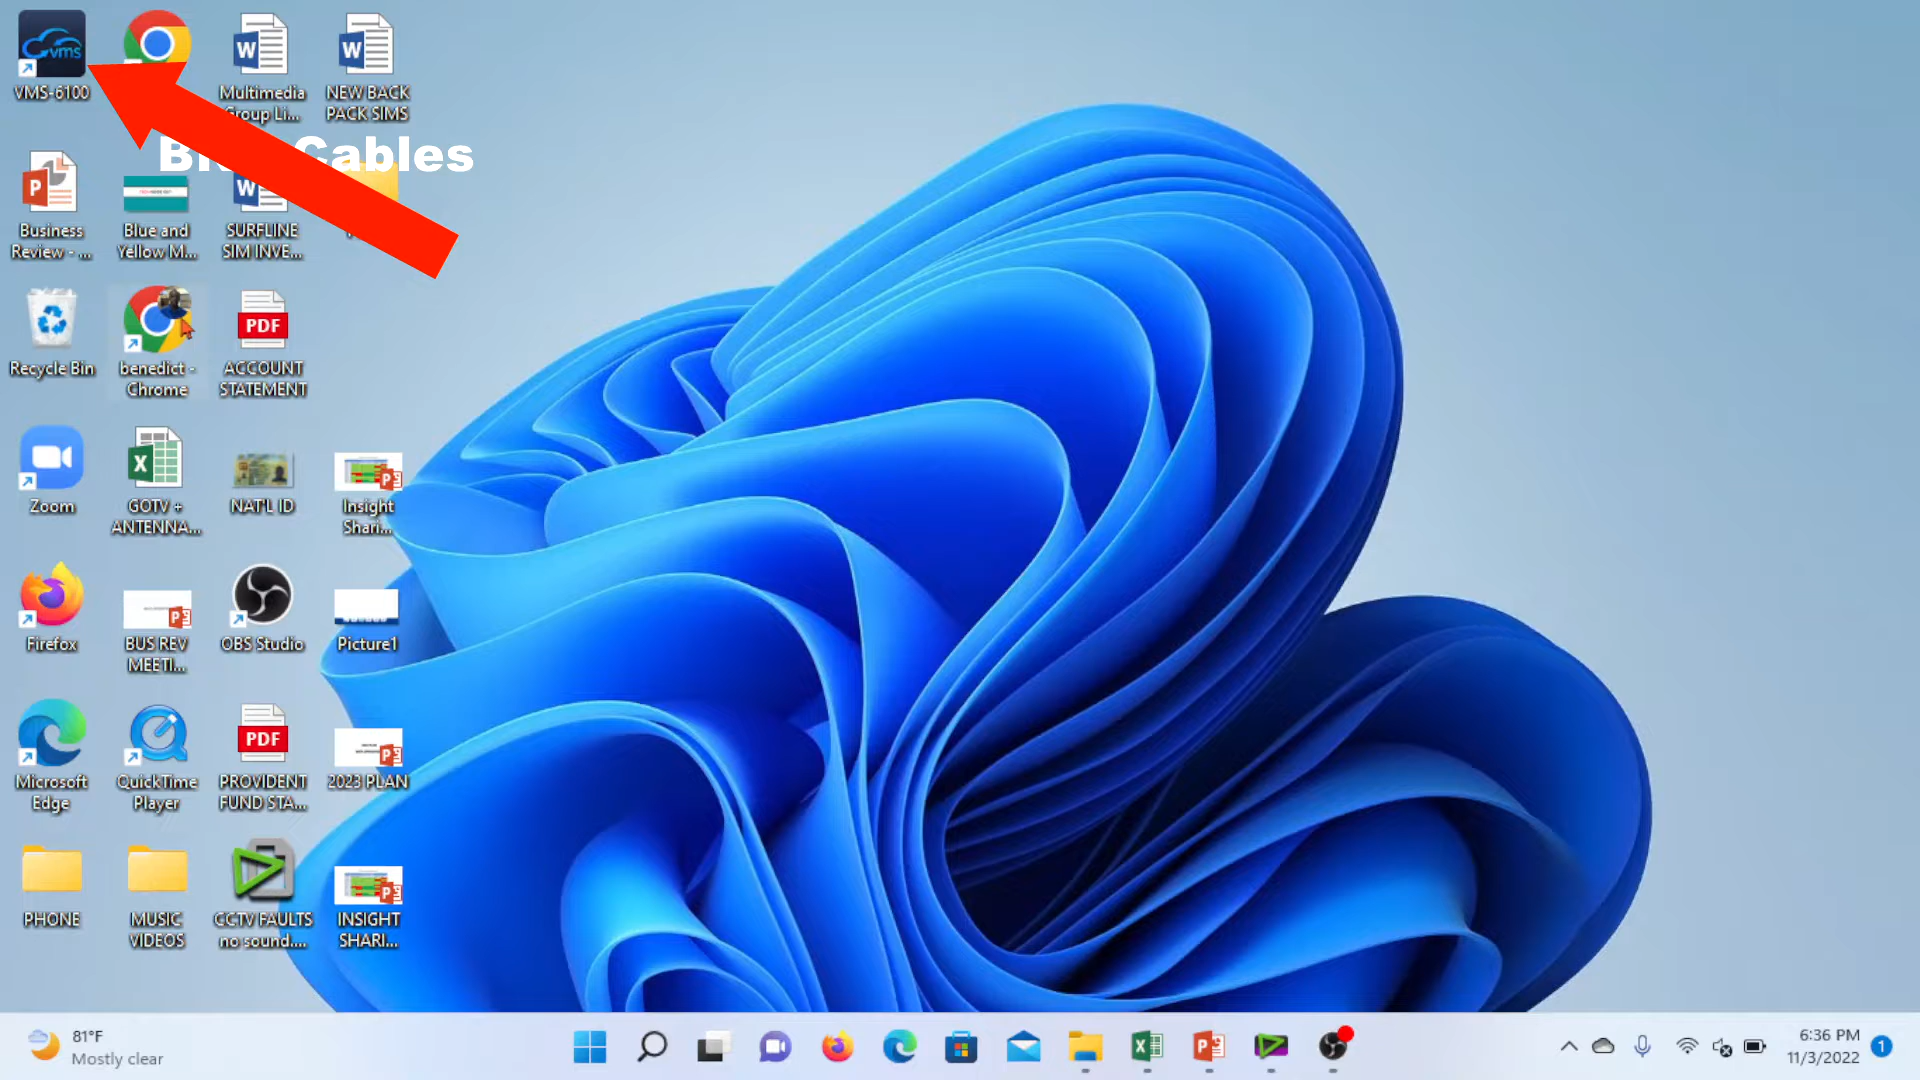 vms
VMS-6100
Multimedia
Group Li...
NEW BACK
PACK SIMS
Cables
Business
Review - ...
Blue and
Yellow M...
SURFLINE
SIM INVE...
Recycle Bin
benedict -
Chrome
PDF
ACCOUNT
STATEMENT
Zoom
GOTV +
ANTENNA...
NAT'L ID
Insight
Shari...
Firefox
BUS REV
MEETI...
OBS Studio
Picture1
Microsoft
Edge
QuickTime
Player
PDF
PROVIDENT
FUND STA...
2023 PLAN
PHONE
MUSIC
VIDEOS
CCTV FAULTS
no sound....
INSIGHT
SHARI...
81°F
Mostly clear
6:36 PM
11/3/2022
1